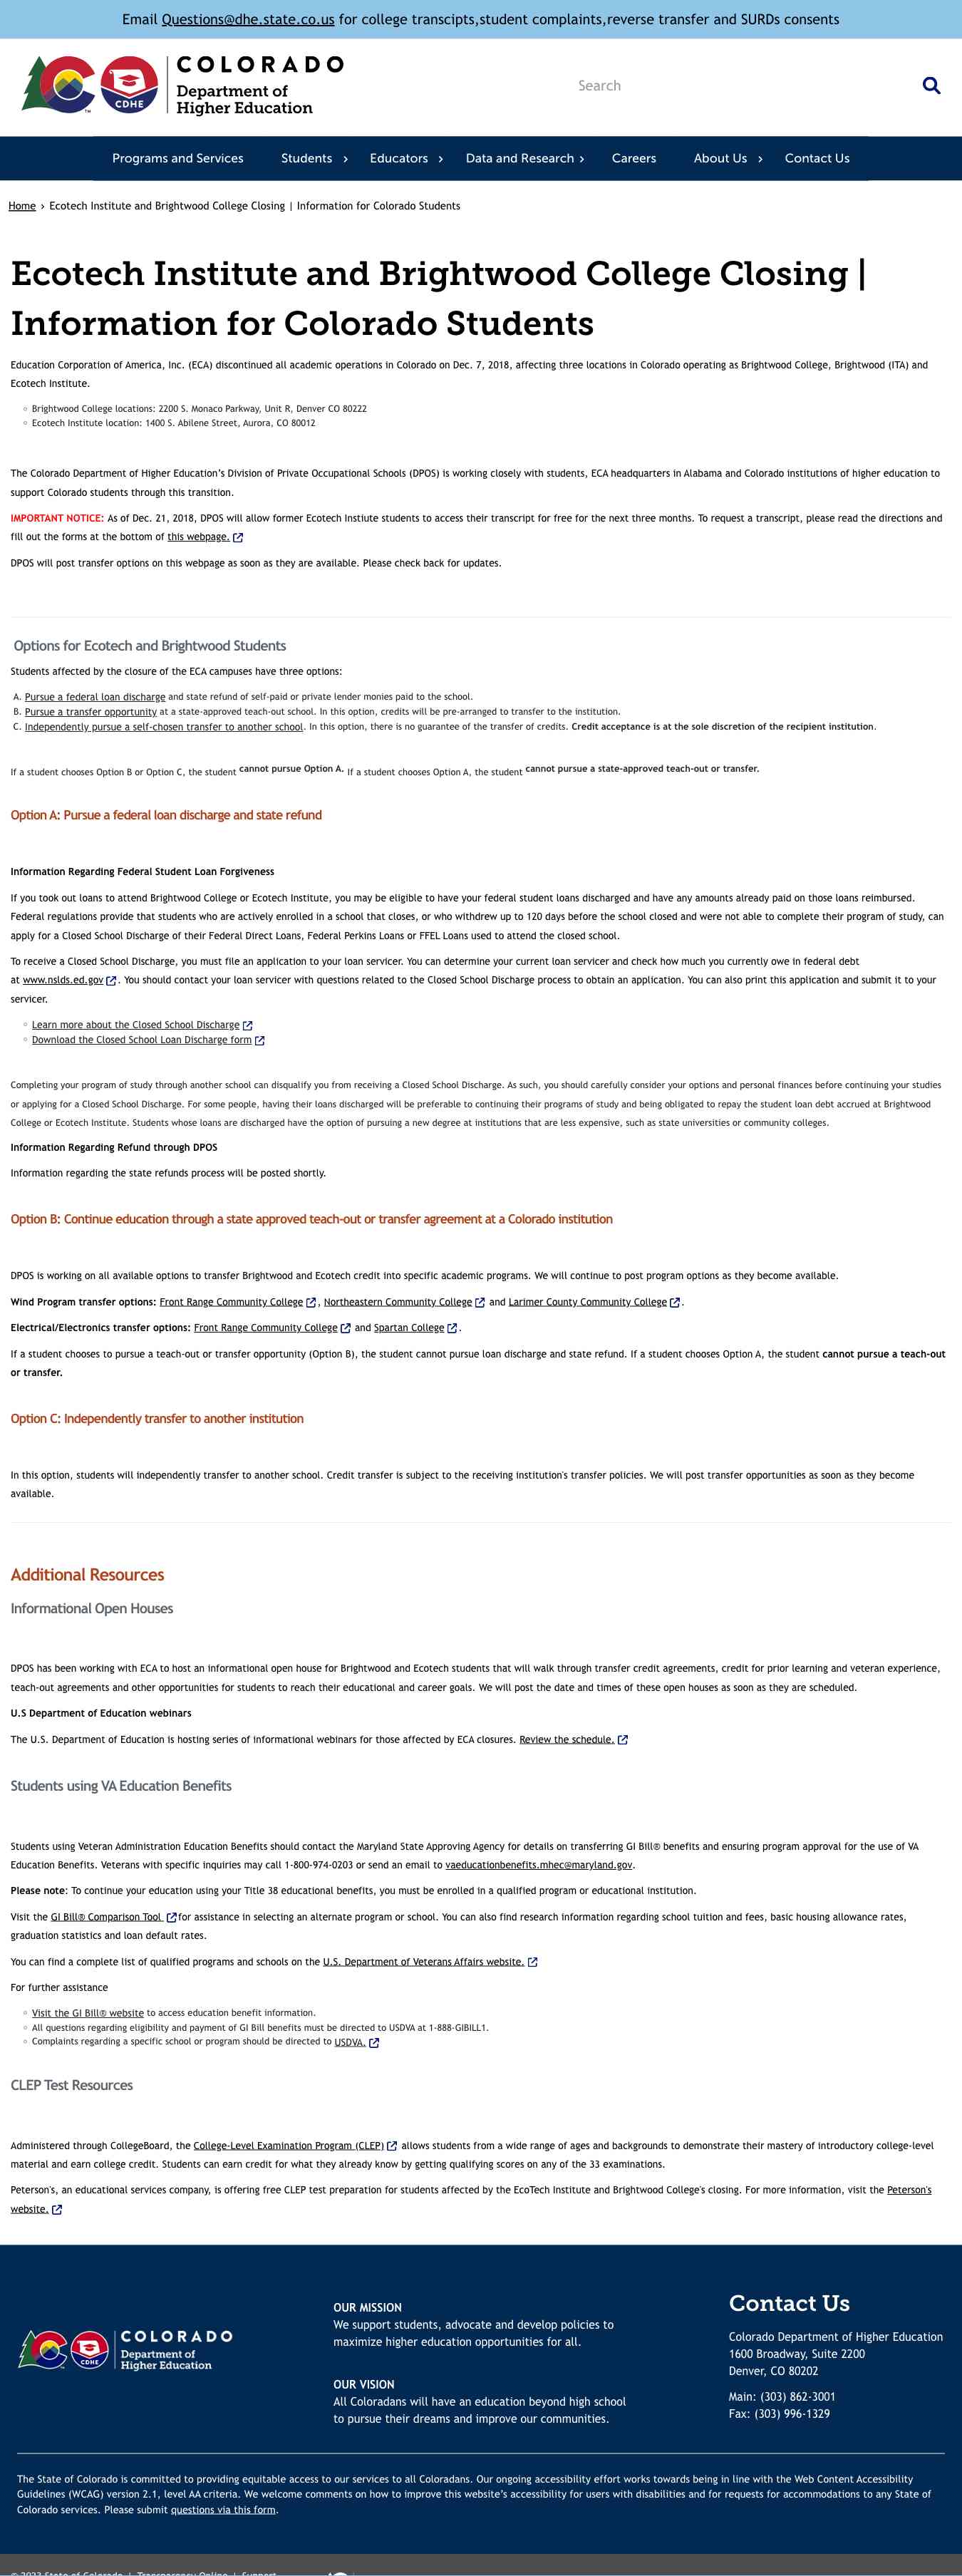 Email Questions@dhe.state.co.us for college transcipts,student complaints,reverse transfer and SURDs consents
COLORADO
Department of
Higher Education
CDHE
Search
Programs and Services Students Educators Data and Research Careers About Us Contact Us
Home › Ecotech Institute and Brightwood College Closing | Information for Colorado Students
Ecotech Institute and Brightwood College Closing |
Information for Colorado Students
Education Corporation of America, Inc. (ECA) discontinued all academic operations in Colorado on Dec. 7, 2018, affecting three locations in Colorado operating as Brightwood College, Brightwood (ITA) and
Ecotech Institute.
Brightwood College locations: 2200 S. Monaco Parkway, Unit R, Denver CO 80222
Ecotech Institute location: 1400 S. Abilene Street, Aurora, CO 80012
The Colorado Department of Higher Education’s Division of Private Occupational Schools (DPOS) is working closely with students, ECA headquarters in Alabama and Colorado institutions of higher education to
support Colorado students through this transition.
IMPORTANT NOTICE: As of Dec. 21, 2018, DPOS will allow former Ecotech Instiute students to access their transcript for free for the next three months. To request a transcript, please read the directions and
fill out the forms at the bottom of this webpage.
DPOS will post transfer options on this webpage as soon as they are available. Please check back for updates.
Options for Ecotech and Brightwood Students
Students affected by the closure of the ECA campuses have three options:
A. Pursue a federal loan discharge and state refund of self-paid or private lender monies paid to the school.
B. Pursue a transfer opportunity at a state-approved teach-out school. In this option, credits will be pre-arranged to transfer to the institution.
C. Independently pursue a self-chosen transfer to another school. In this option, there is no guarantee of the transfer of credits. Credit acceptance is at the sole discretion of the recipient institution.
If a student chooses Option B or Option C, the student cannot pursue Option A. If a student chooses Option A, the student cannot pursue a state-approved teach-out or transfer.
Option A: Pursue a federal loan discharge and state refund
Information Regarding Federal Student Loan Forgiveness
If you took out loans to attend Brightwood College or Ecotech Institute, you may be eligible to have your federal student loans discharged and have any amounts already paid on those loans reimbursed.
Federal regulations provide that students who are actively enrolled in a school that closes, or who withdrew up to 120 days before the school closed and were not able to complete their program of study, can
apply for a Closed School Discharge of their Federal Direct Loans, Federal Perkins Loans or FFEL Loans used to attend the closed school.
To receive a Closed School Discharge, you must file an application to your loan servicer. You can determine your current loan servicer and check how much you currently owe in federal debt
at www.nslds.ed.gov. You should contact your loan servicer with questions related to the Closed School Discharge process to obtain an application. You can also print this application and submit it to your
servicer.
Learn more about the Closed School Discharge
Download the Closed School Loan Discharge form
Completing your program of study through another school can disqualify you from receiving a Closed School Discharge. As such, you should carefully consider your options and personal finances before continuing your studies
or applying for a Closed School Discharge. For some people, having their loans discharged will be preferable to continuing their programs of study and being obligated to repay the student loan debt accrued at Brightwood
College or Ecotech Institute. Students whose loans are discharged have the option of pursuing a new degree at institutions that are less expensive, such as state universities or community colleges.
Information Regarding Refund through DPOS
Information regarding the state refunds process will be posted shortly.
Option B: Continue education through a state approved teach-out or transfer agreement at a Colorado institution
DPOS is working on all available options to transfer Brightwood and Ecotech credit into specific academic programs. We will continue to post program options as they become available.
Wind Program transfer options: Front Range Community College, Northeastern Community College and Larimer County Community College.
Electrical/Electronics transfer options: Front Range Community College and Spartan College.
If a student chooses to pursue a teach-out or transfer opportunity (Option B), the student cannot pursue loan discharge and state refund. If a student chooses Option A, the student cannot pursue a teach-out
or transfer.
Option C: Independently transfer to another institution
In this option, students will independently transfer to another school. Credit transfer is subject to the receiving institution's transfer policies. We will post transfer opportunities as soon as they become
available.
Additional Resources
Informational Open Houses
DPOS has been working with ECA to host an informational open house for Brightwood and Ecotech students that will walk through transfer credit agreements, credit for prior learning and veteran experience,
teach-out agreements and other opportunities for students to reach their educational and career goals. We will post the date and times of these open houses as soon as they are scheduled.
U.S Department of Education webinars
The U.S. Department of Education is hosting series of informational webinars for those affected by ECA closures. Review the schedule.
Students using VA Education Benefits
Students using Veteran Administration Education Benefits should contact the Maryland State Approving Agency for details on transferring GI Bill® benefits and ensuring program approval for the use of VA
Education Benefits. Veterans with specific inquiries may call 1-800-974-0203 or send an email to vaeducationbenefits.mhec@maryland.gov.
Please note: To continue your education using your Title 38 educational benefits, you must be enrolled in a qualified program or educational institution.
Visit the GI Bill® Comparison Tool for assistance in selecting an alternate program or school. You can also find research information regarding school tuition and fees, basic housing allowance rates,
graduation statistics and loan default rates.
You can find a complete list of qualified programs and schools on the U.S. Department of Veterans Affairs website.
For further assistance
Visit the GI Bill® website to access education benefit information.
All questions regarding eligibility and payment of GI Bill benefits must be directed to USDVA at 1-888-GIBILL1.
Complaints regarding a specific school or program should be directed to USDVA.
CLEP Test Resources
Administered through CollegeBoard, the College-Level Examination Program (CLEP) allows students from a wide range of ages and backgrounds to demonstrate their mastery of introductory college-level
material and earn college credit. Students can earn credit for what they already know by getting qualifying scores on any of the 33 examinations.
Peterson's, an educational services company, is offering free CLEP test preparation for students affected by the EcoTech Institute and Brightwood College's closing. For more information, visit the Peterson's
website.
COLORADO
Department of
Higher Education
CDHE
OUR MISSION
We support students, advocate and develop policies to
maximize higher education opportunities for all.
OUR VISION
All Coloradans will have an education beyond high school
to pursue their dreams and improve our communities.
Contact Us
Colorado Department of Higher Education
1600 Broadway, Suite 2200
Denver, CO 80202
Main: (303) 862-3001
Fax: (303) 996-1329
The State of Colorado is committed to providing equitable access to our services to all Coloradans. Our ongoing accessibility effort works towards being in line with the Web Content Accessibility
Guidelines (WCAG) version 2.1, level AA criteria. We welcome comments on how to improve this website’s accessibility for users with disabilities and for requests for accommodations to any State of
Colorado services. Please submit questions via this form.
© 2023 State of Colorado | Transparency Online | Support